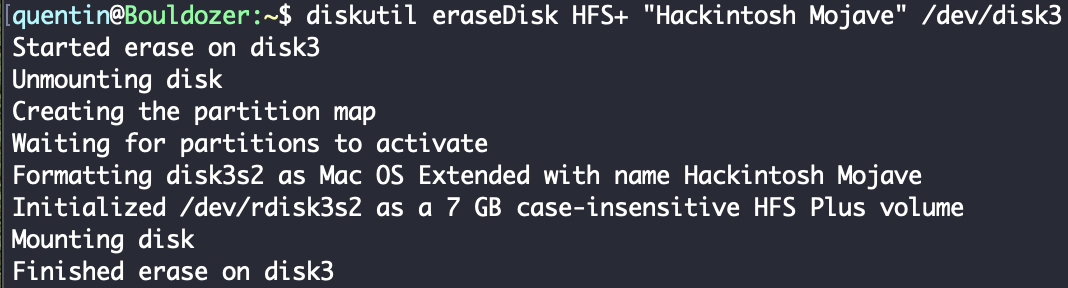 [quentin@Bouldozer:~$ diskutil eraseDisk HFS+ "Hackintosh Mojave" /dev/disk3
Started erase on disk3
Unmounting disk
Creating the partition map
Waiting for partitions to activate
Formatting disk3s2 as Mac OS Extended with name Hackintosh Mojave
Initialized /dev/rdisk3s2 as a 7 GB case-insensitive HFS Plus volume
Mounting disk
Finished erase on disk3